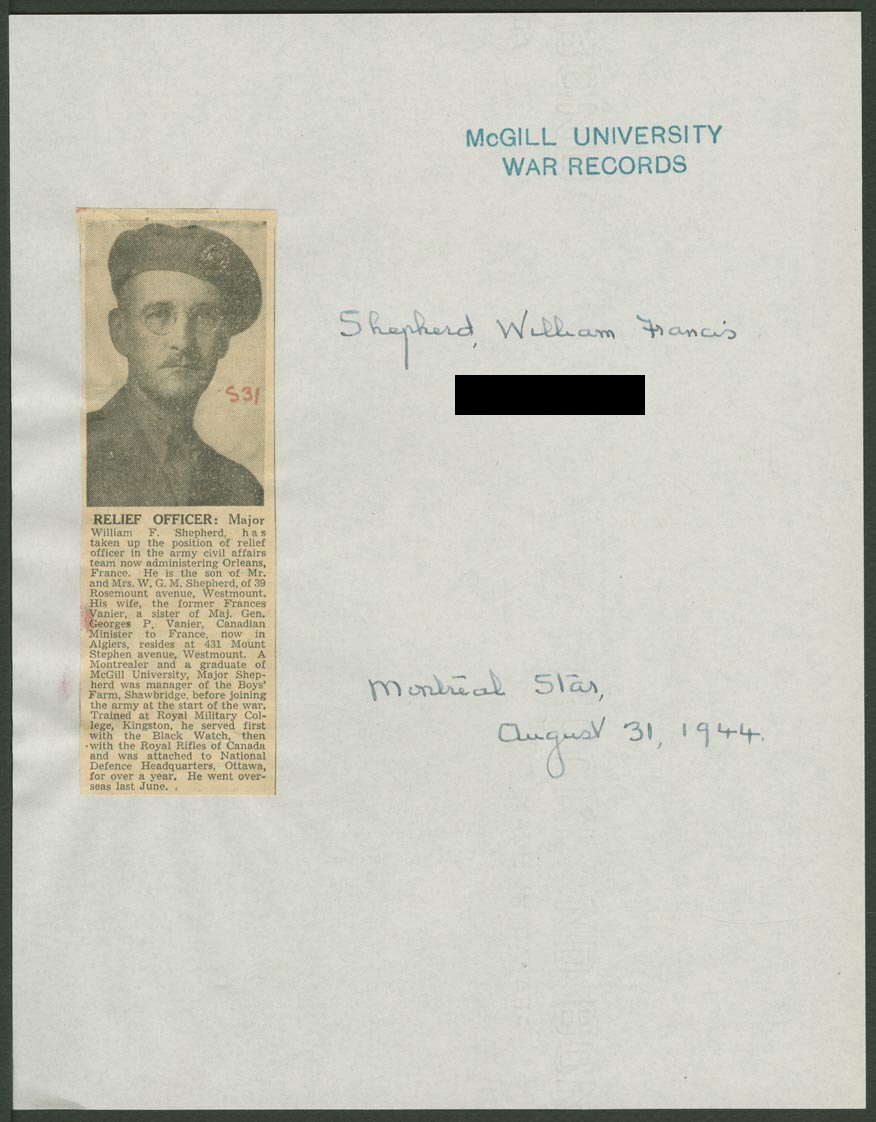 McGILL UNIVERSITY
WAR RECORDS
Shepherd, William Francis
S31
RELIEF OFFICER: Major
William F. Shepherd, has
taken up the position of relief
officer in the army civil affairs
team now administering Orleans,
France. He is the son of Mr.
and Mrs. W. G. M. Shepherd, of 39
Rosemount avenue, Westmount.
His wife, the former Frances
Vanier, a sister of Maj. Gen.
Georges P. Vanier, Canadian
Minister to France, now in
Algiers, resides at 431 Mount
Stephen avenue, Westmount. A
Montrealer and a graduate of
McGill University, Major Shep-
herd was manager of the Boys'
Farm, Shawbridge, before joining
the army at the start of the war.
Trained at Royal Military Col-
lege, Kingston, he served first
with the Black Watch, then
with the Royal Rifles of Canada
and was attached to National
Defence Headquarters, Ottawa,
for over a year. He went over-
seas last June.
Montreal Star,
August 31, 1944.